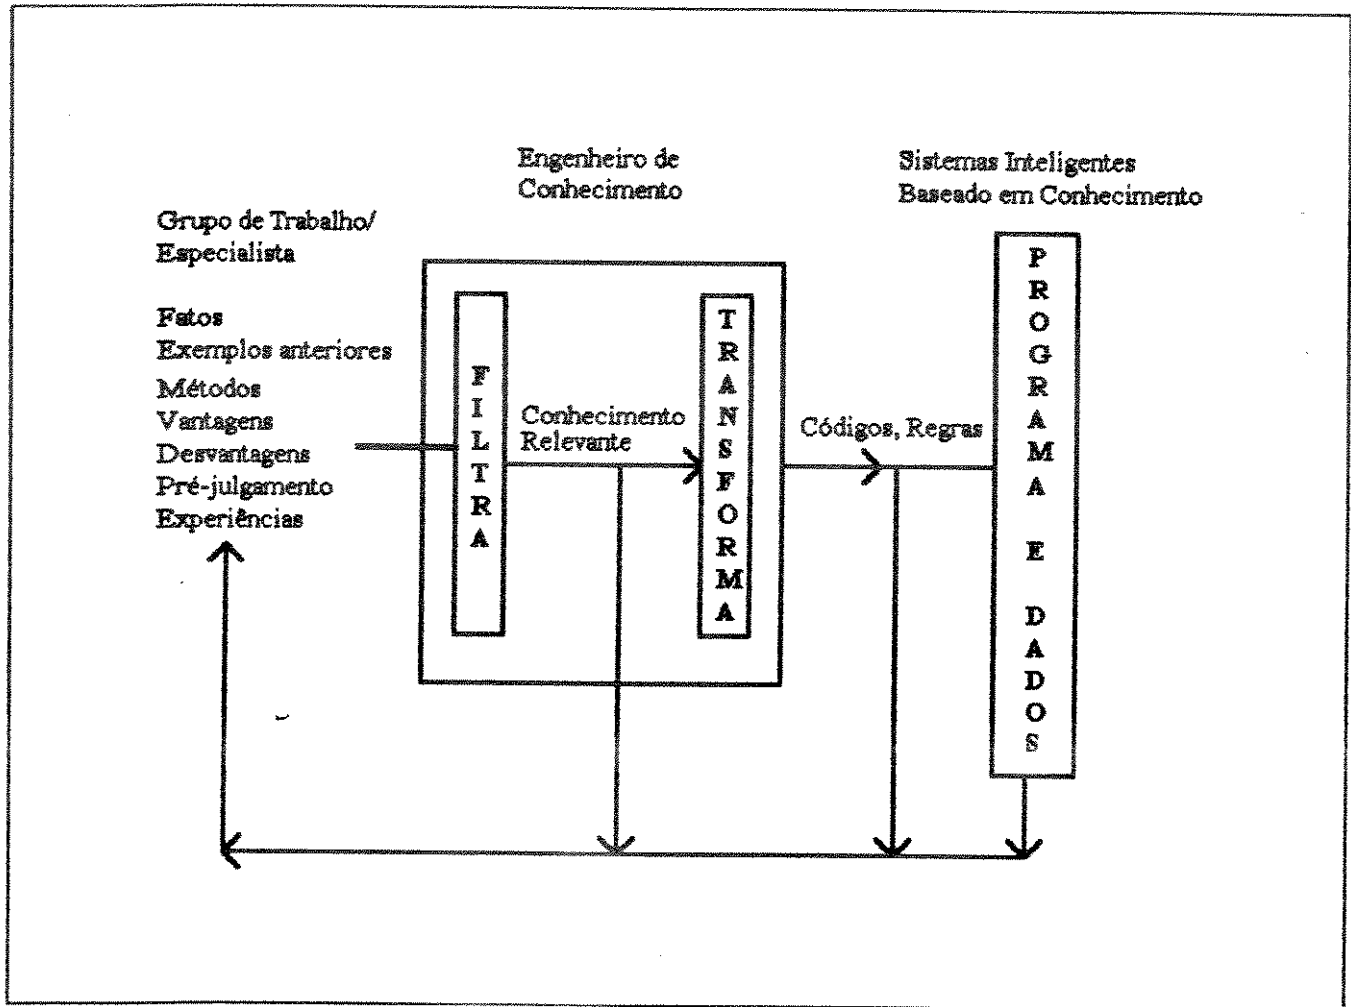 Engenheiro de
Conhecimento
Sistemas Inteligentes
Baseado em Conhecimento
Grupo de Trabalho/
Especialista
Fatos
Exemplos anteriores
Métodos
Vantagens
Desvantagens
Pré-julgamento
Experiências
FILTRA
Conhecimento
Relevante
TRANSFORMA
Códigos, Regras
PROGRAMA E DADOS